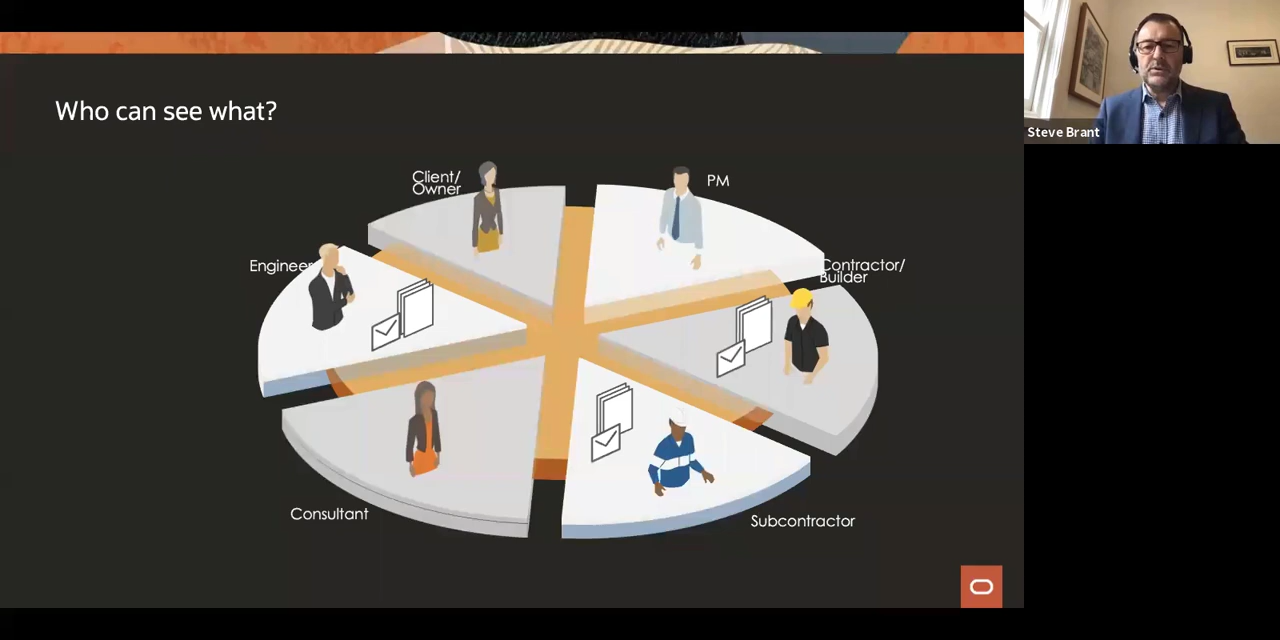 Who can see what?
Client/
Owner
PM
Engineer
Contractor/
Builder
Consultant
Subcontractor
Steve Brant